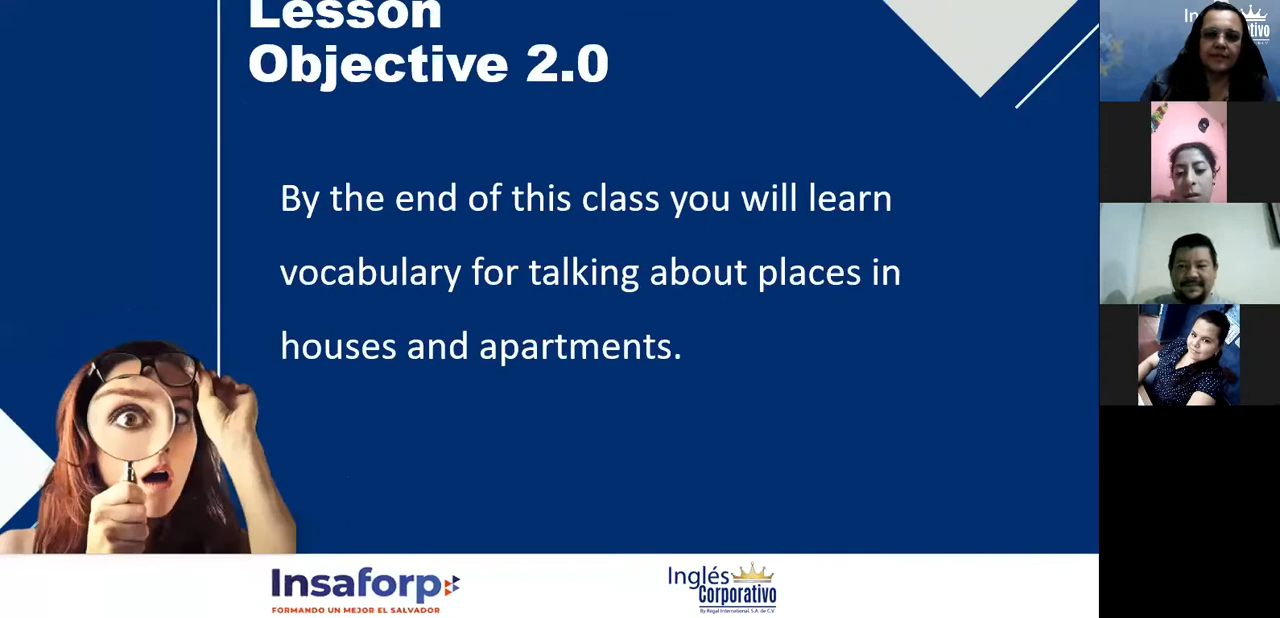 Lesson
Objective 2.0
By the end of this class you will learn
vocabulary for talking about places in
houses and apartments.
Insaforp
FORMANDO UN MEJOR EL SALVADOR
Inglés
Corporativo
By Regal International, S.A. de C.V.